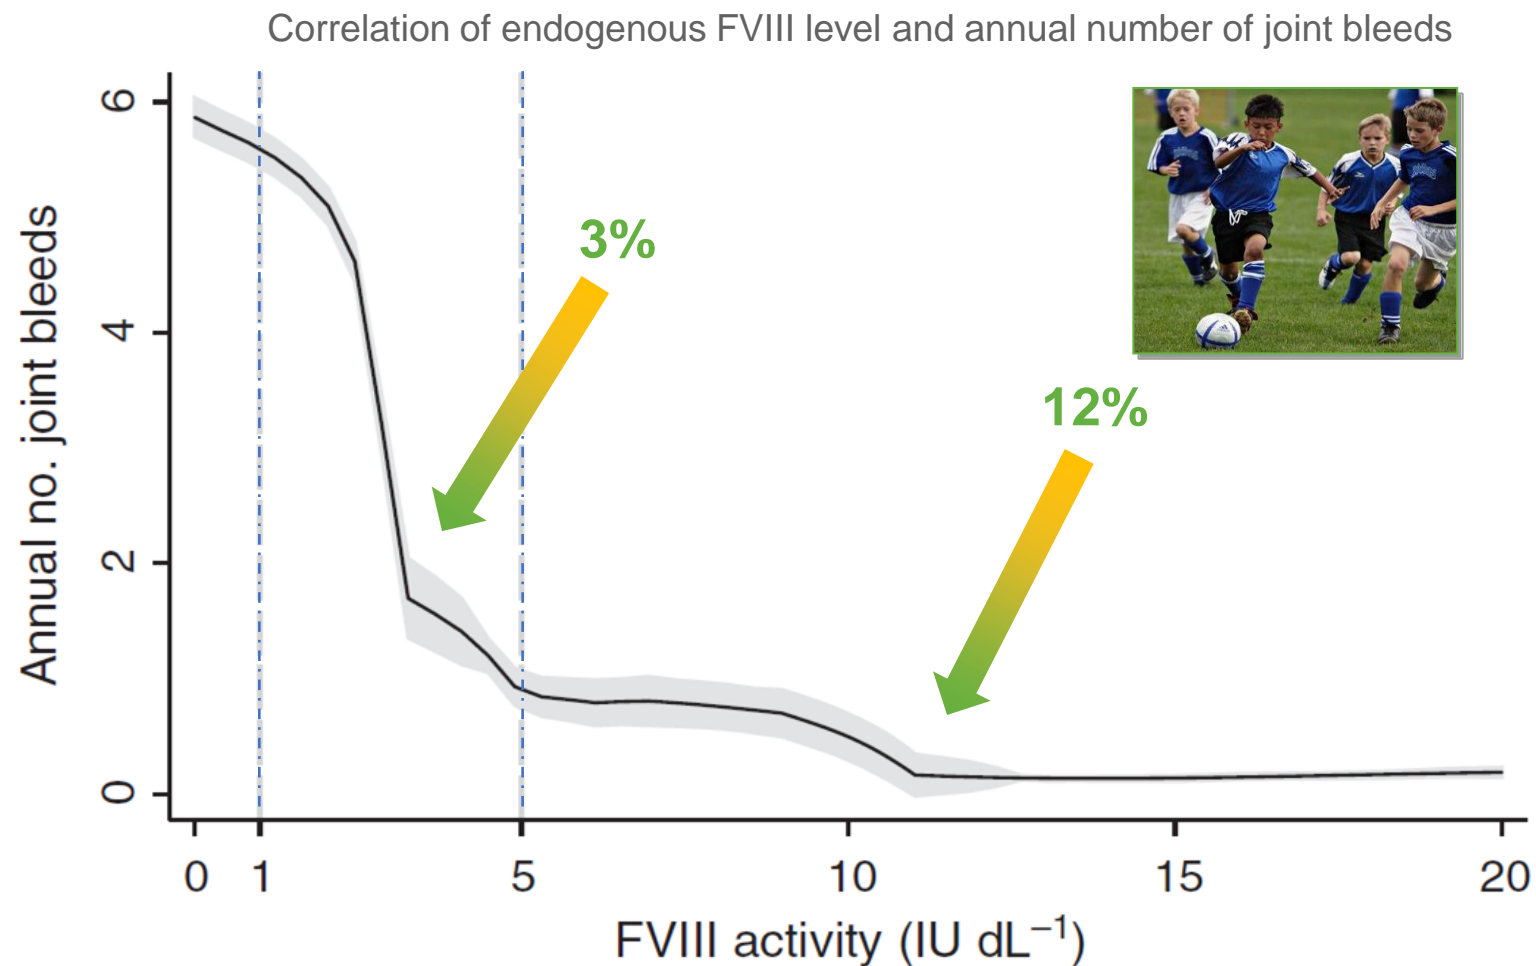 Correlation of endogenous FVIII level and annual number of joint bleeds
6
4
2
0
Annual no. joint bleeds
3%
12%
0 1 5 10 15 20
FVIII activity (IU dL⁻¹)